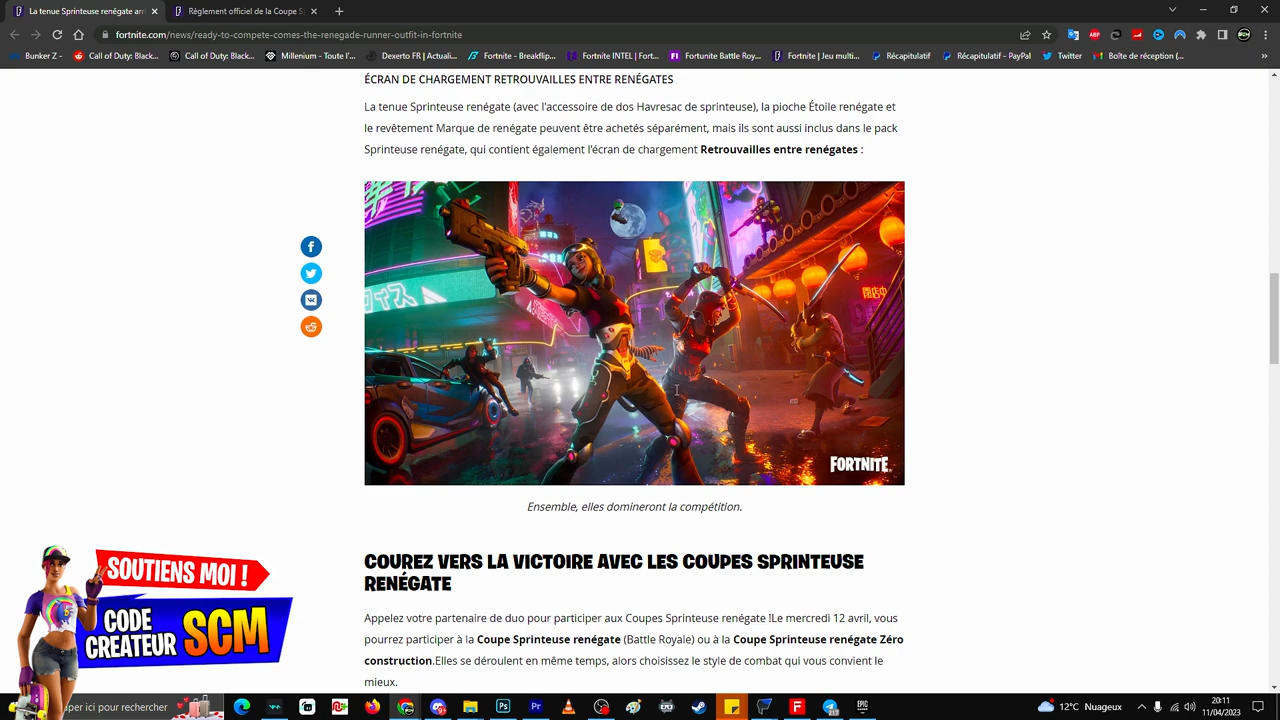 La tenue Sprinteuse renégate arri
Règlement officiel de la Coupe Sp
fortnite.com/news/ready-to-compete-comes-the-renegade-runner-outfit-in-fortnite
Bunker Z -
Call of Duty: Black...
Call of Duty: Black...
Millenium - Toute l'...
Dexerto FR | Actuali...
Fortnite - Breakflip...
Fortnite INTEL | Fort...
Fortunite Battle Roy...
Fortnite | Jeu multi...
Récapitulatif
Récapitulatif - PayPal
Twitter
Boîte de réception (...
ÉCRAN DE CHARGEMENT RETROUVAILLES ENTRE RENÉGATES
La tenue Sprinteuse renégate (avec l'accessoire de dos Havresac de sprinteuse), la pioche Étoile renégate et
le revêtement Marque de renégate peuvent être achetés séparément, mais ils sont aussi inclus dans le pack
Sprinteuse renégate, qui contient également l'écran de chargement Retrouvailles entre renégates :
FORTNITE
Ensemble, elles domineront la compétition.
COUREZ VERS LA VICTOIRE AVEC LES COUPES SPRINTEUSE
RENÉGATE
Appelez votre partenaire de duo pour participer aux Coupes Sprinteuse renégate !Le mercredi 12 avril, vous
pourrez participer à la Coupe Sprinteuse renégate (Battle Royale) ou à la Coupe Sprinteuse renégate Zéro
construction.Elles se déroulent en même temps, alors choisissez le style de combat qui vous convient le
mieux.
SOUTIENS MOI !
CODE
CREATEUR SCM
aper ici pour rechercher
12°C Nuageux
20:11
11/04/2023